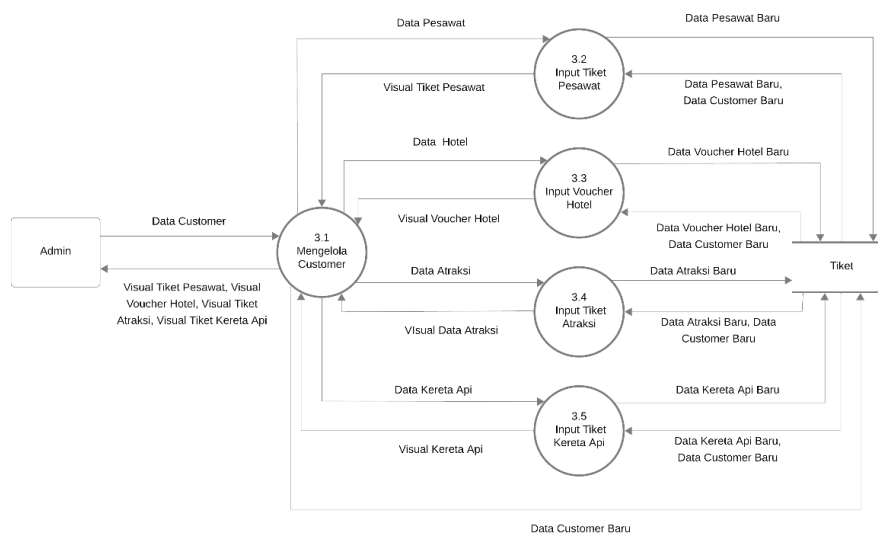 Data Pesawat
Data Pesawat Baru
3.2
Input Tiket
Pesawat
Visual Tiket Pesawat
Data Pesawat Baru,
Data Customer Baru
Data Hotel
Data Voucher Hotel Baru
3.3
Input Voucher
Hotel
Visual Voucher Hotel
Data Voucher Hotel Baru,
Data Customer Baru
Admin
Data Customer
3.1
Mengelola
Customer
Visual Tiket Pesawat, Visual
Voucher Hotel, Visual Tiket
Atraksi, Visual Tiket Kereta Api
Data Atraksi
Data Atraksi Baru
Tiket
3.4
Input Tiket
Atraksi
VIsual Data Atraksi
Data Atraksi Baru, Data
Customer Baru
Data Kereta Api
Data Kereta Api Baru
3.5
Input Tiket
Kereta Api
Visual Kereta Api
Data Kereta Api Baru,
Data Customer Baru
Data Customer Baru